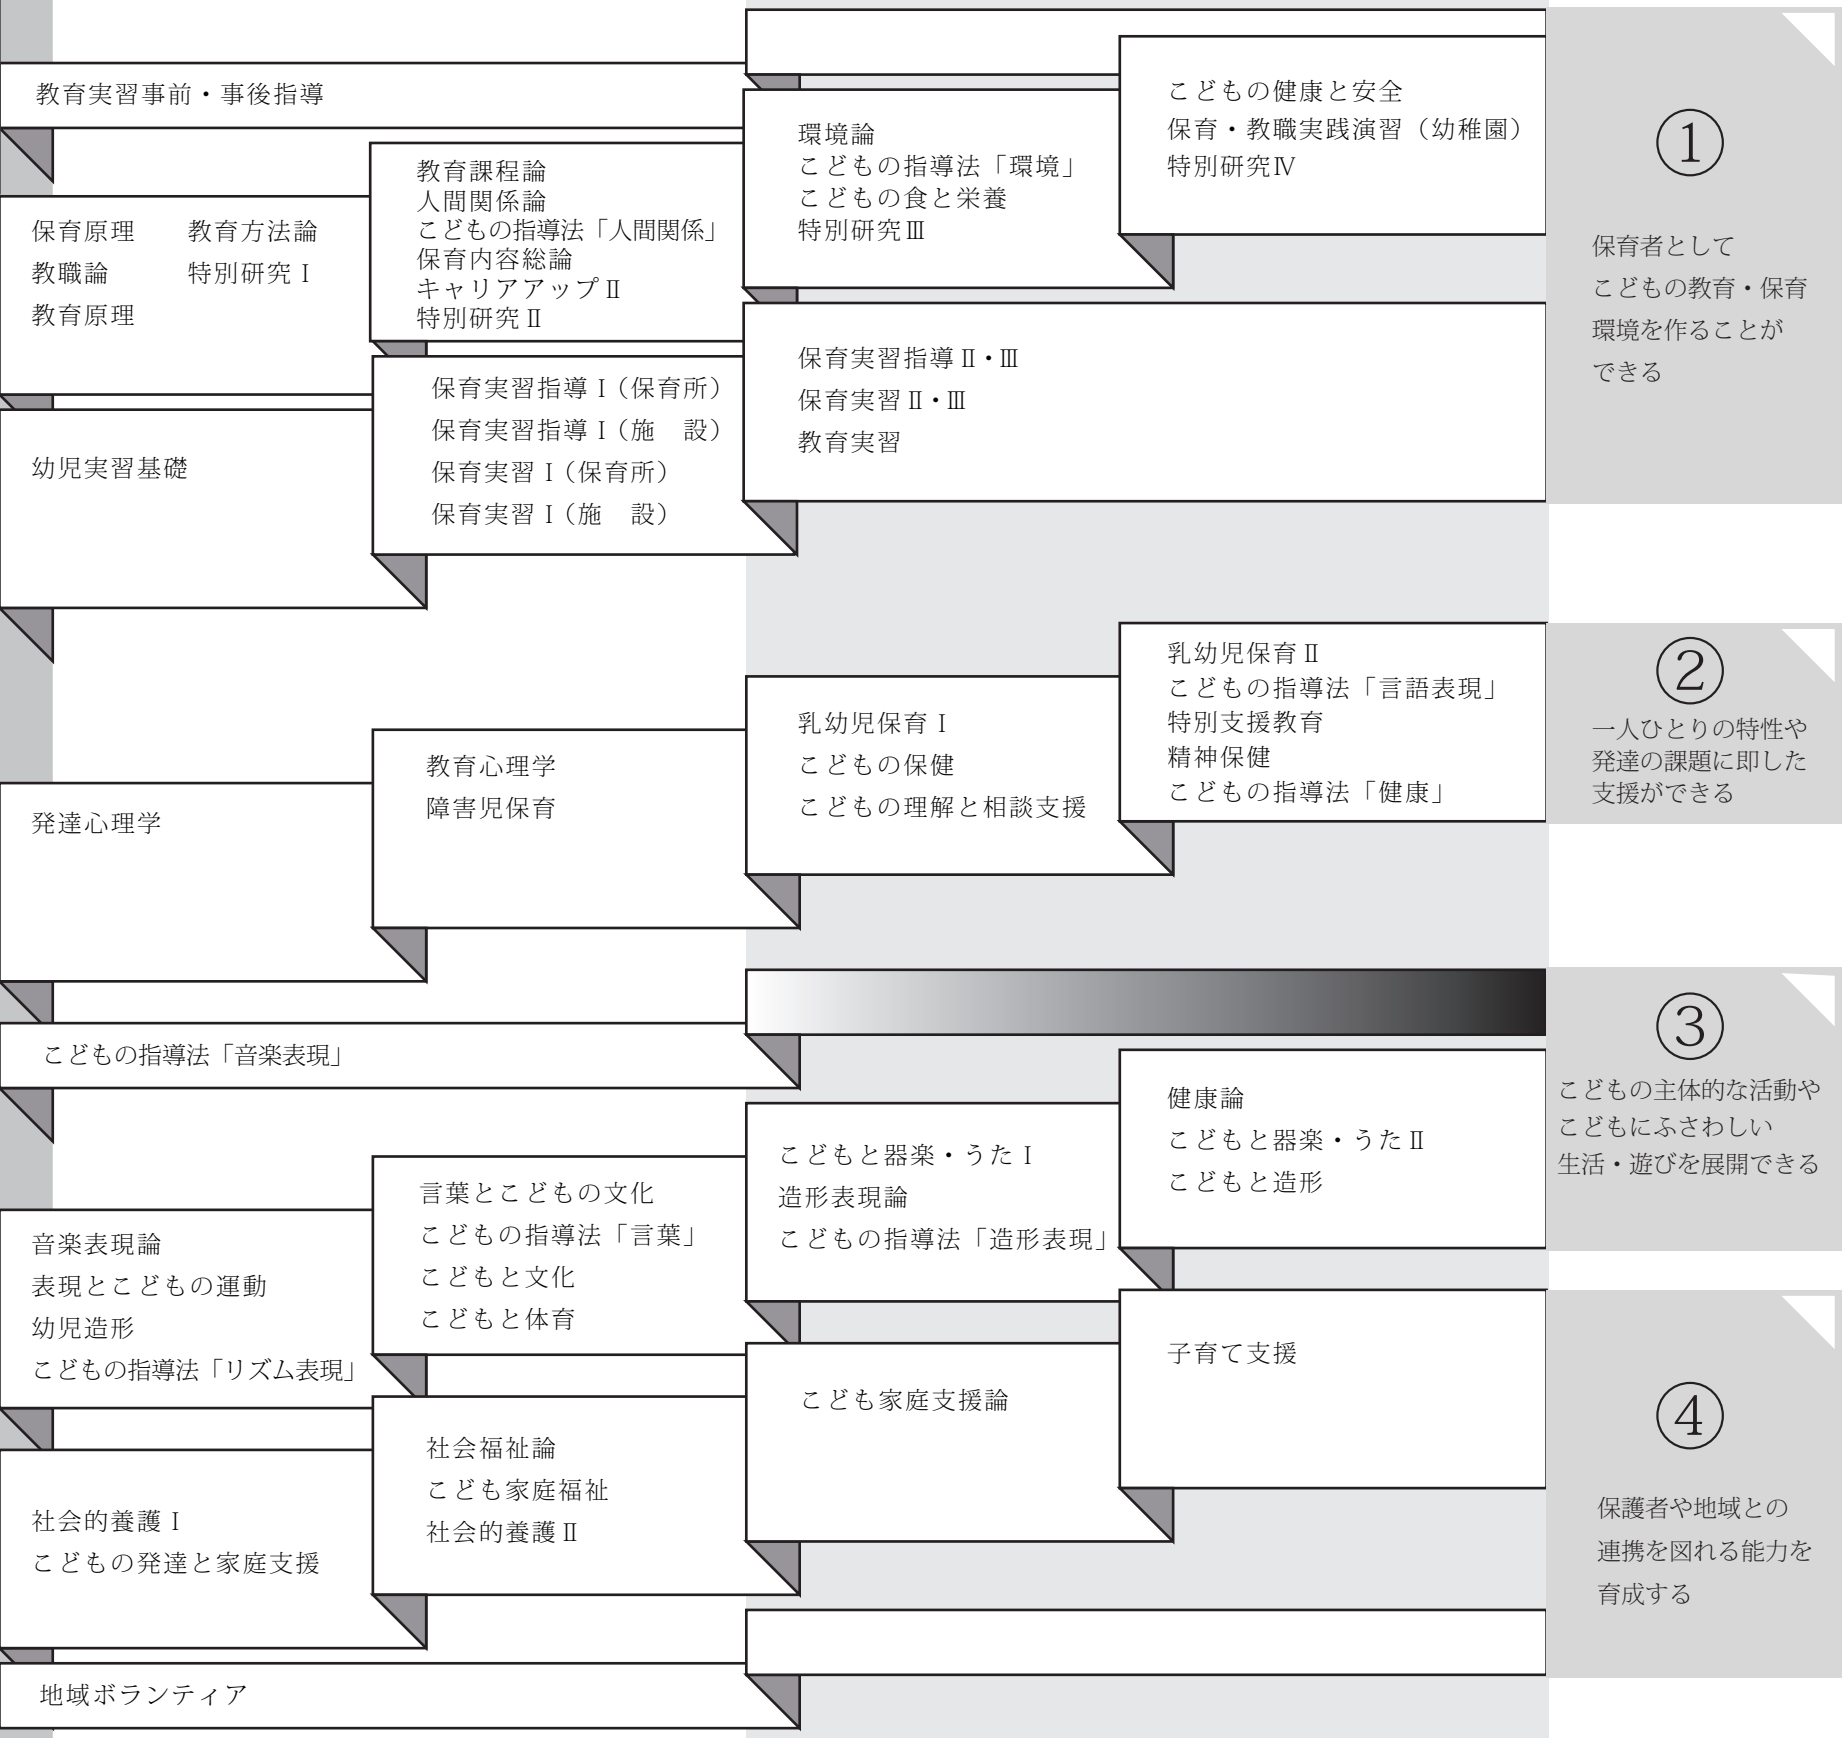 教育実習事前・事後指導
保育原理　教育方法論
教職論　特別研究Ⅰ
教育原理
教育課程論
人間関係論
こどもの指導法「人間関係」
保育内容総論
キャリアアップⅡ
特別研究Ⅱ
環境論
こどもの指導法「環境」
こどもの食と栄養
特別研究Ⅲ
こどもの健康と安全
保育・教職実践演習（幼稚園）
特別研究Ⅳ
幼児実習基礎
保育実習指導Ⅰ（保育所）
保育実習指導Ⅰ（施　設）
保育実習Ⅰ（保育所）
保育実習Ⅰ（施　設）
保育実習指導Ⅱ・Ⅲ
保育実習Ⅱ・Ⅲ
教育実習
①
保育者として
こどもの教育・保育
環境を作ることが
できる
発達心理学
教育心理学
障害児保育
乳幼児保育Ⅰ
こどもの保健
こどもの理解と相談支援
乳幼児保育Ⅱ
こどもの指導法「言語表現」
特別支援教育
精神保健
こどもの指導法「健康」
②
一人ひとりの特性や
発達の課題に即した
支援ができる
こどもの指導法「音楽表現」
音楽表現論
表現とこどもの運動
幼児造形
こどもの指導法「リズム表現」
言葉とこどもの文化
こどもの指導法「言葉」
こどもと文化
こどもと体育
こどもと器楽・うたⅠ
造形表現論
こどもの指導法「造形表現」
健康論
こどもと器楽・うたⅡ
こどもと造形
③
こどもの主体的な活動や
こどもにふさわしい
生活・遊びを展開できる
社会的養護Ⅰ
こどもの発達と家庭支援
社会福祉論
こども家庭福祉
社会的養護Ⅱ
こども家庭支援論
子育て支援
④
保護者や地域との
連携を図れる能力を
育成する
地域ボランティア